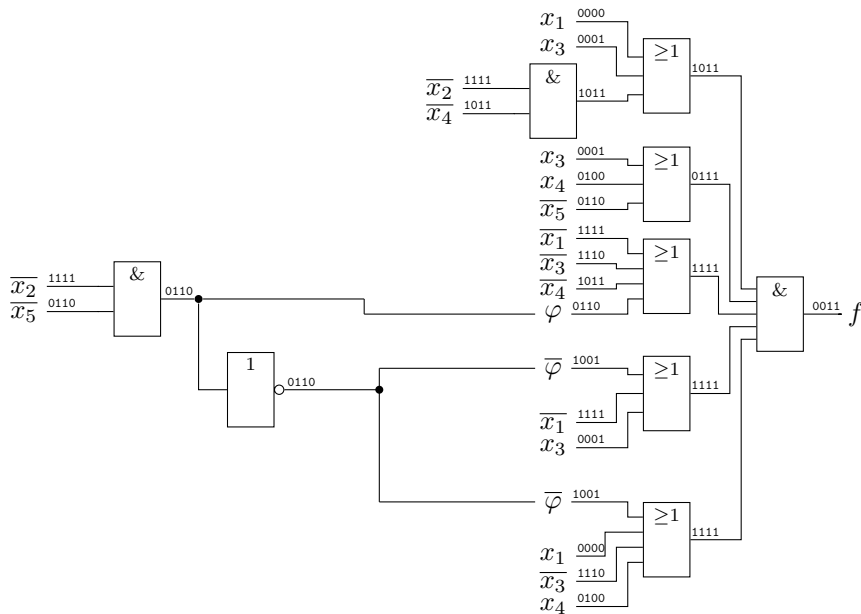 x₁ 0000
x₃ 0001 ≥1 1011
x̅₂ 1111 & 1011
x̅₄ 1011
x₃ 0001 ≥1
x₄ 0100 0111
x̅₅ 0110
x̅₁ 1111 ≥1
x̅₃ 1110
x̅₄ 1011 1111
φ 0110
x̅₂ 1111 & 0110
x̅₅ 0110
& 0011 f
1 0110
φ̅ 1001 ≥1 1111
x̅₁ 1111
x₃ 0001
φ̅ 1001 ≥1 1111
x₁ 0000
x̅₃ 1110
x₄ 0100